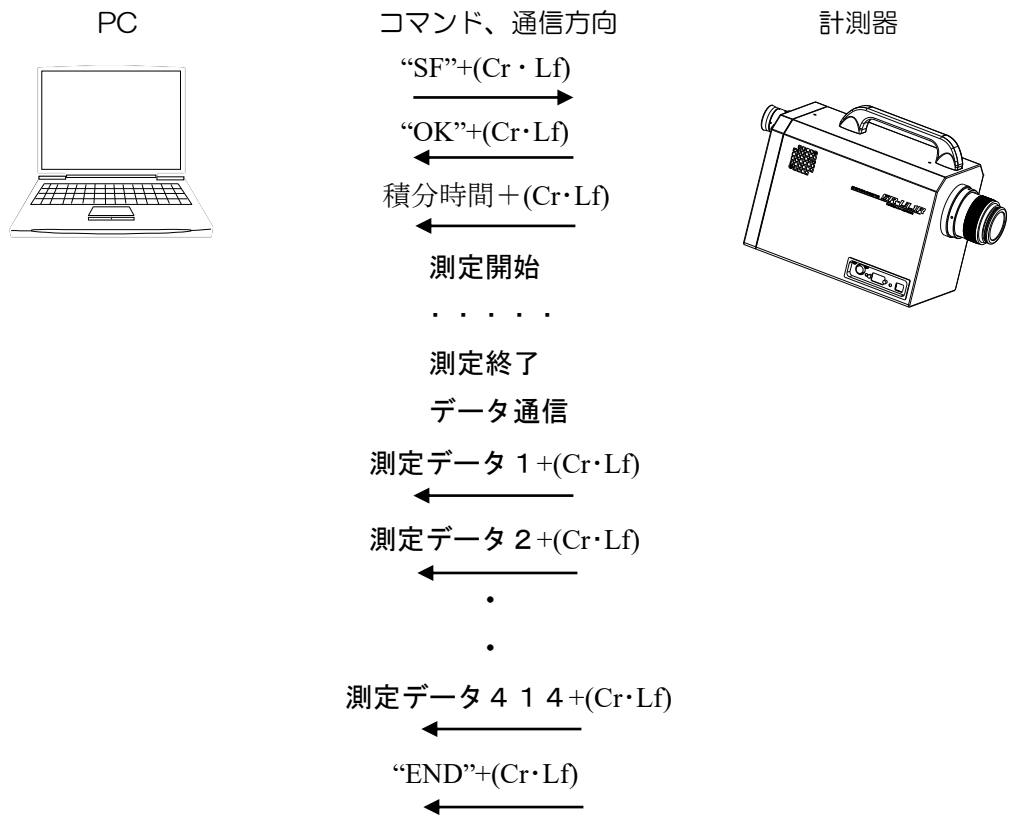 PC コマンド、通信方向 計測器
“SF”+(Cr・Lf)
“OK”+(Cr･Lf)
積分時間＋(Cr･Lf)
測定開始
・・・・・
測定終了
データ通信
測定データ１+(Cr･Lf)
測定データ２+(Cr･Lf)
・
・
測定データ４１４+(Cr･Lf)
“END”+(Cr･Lf)